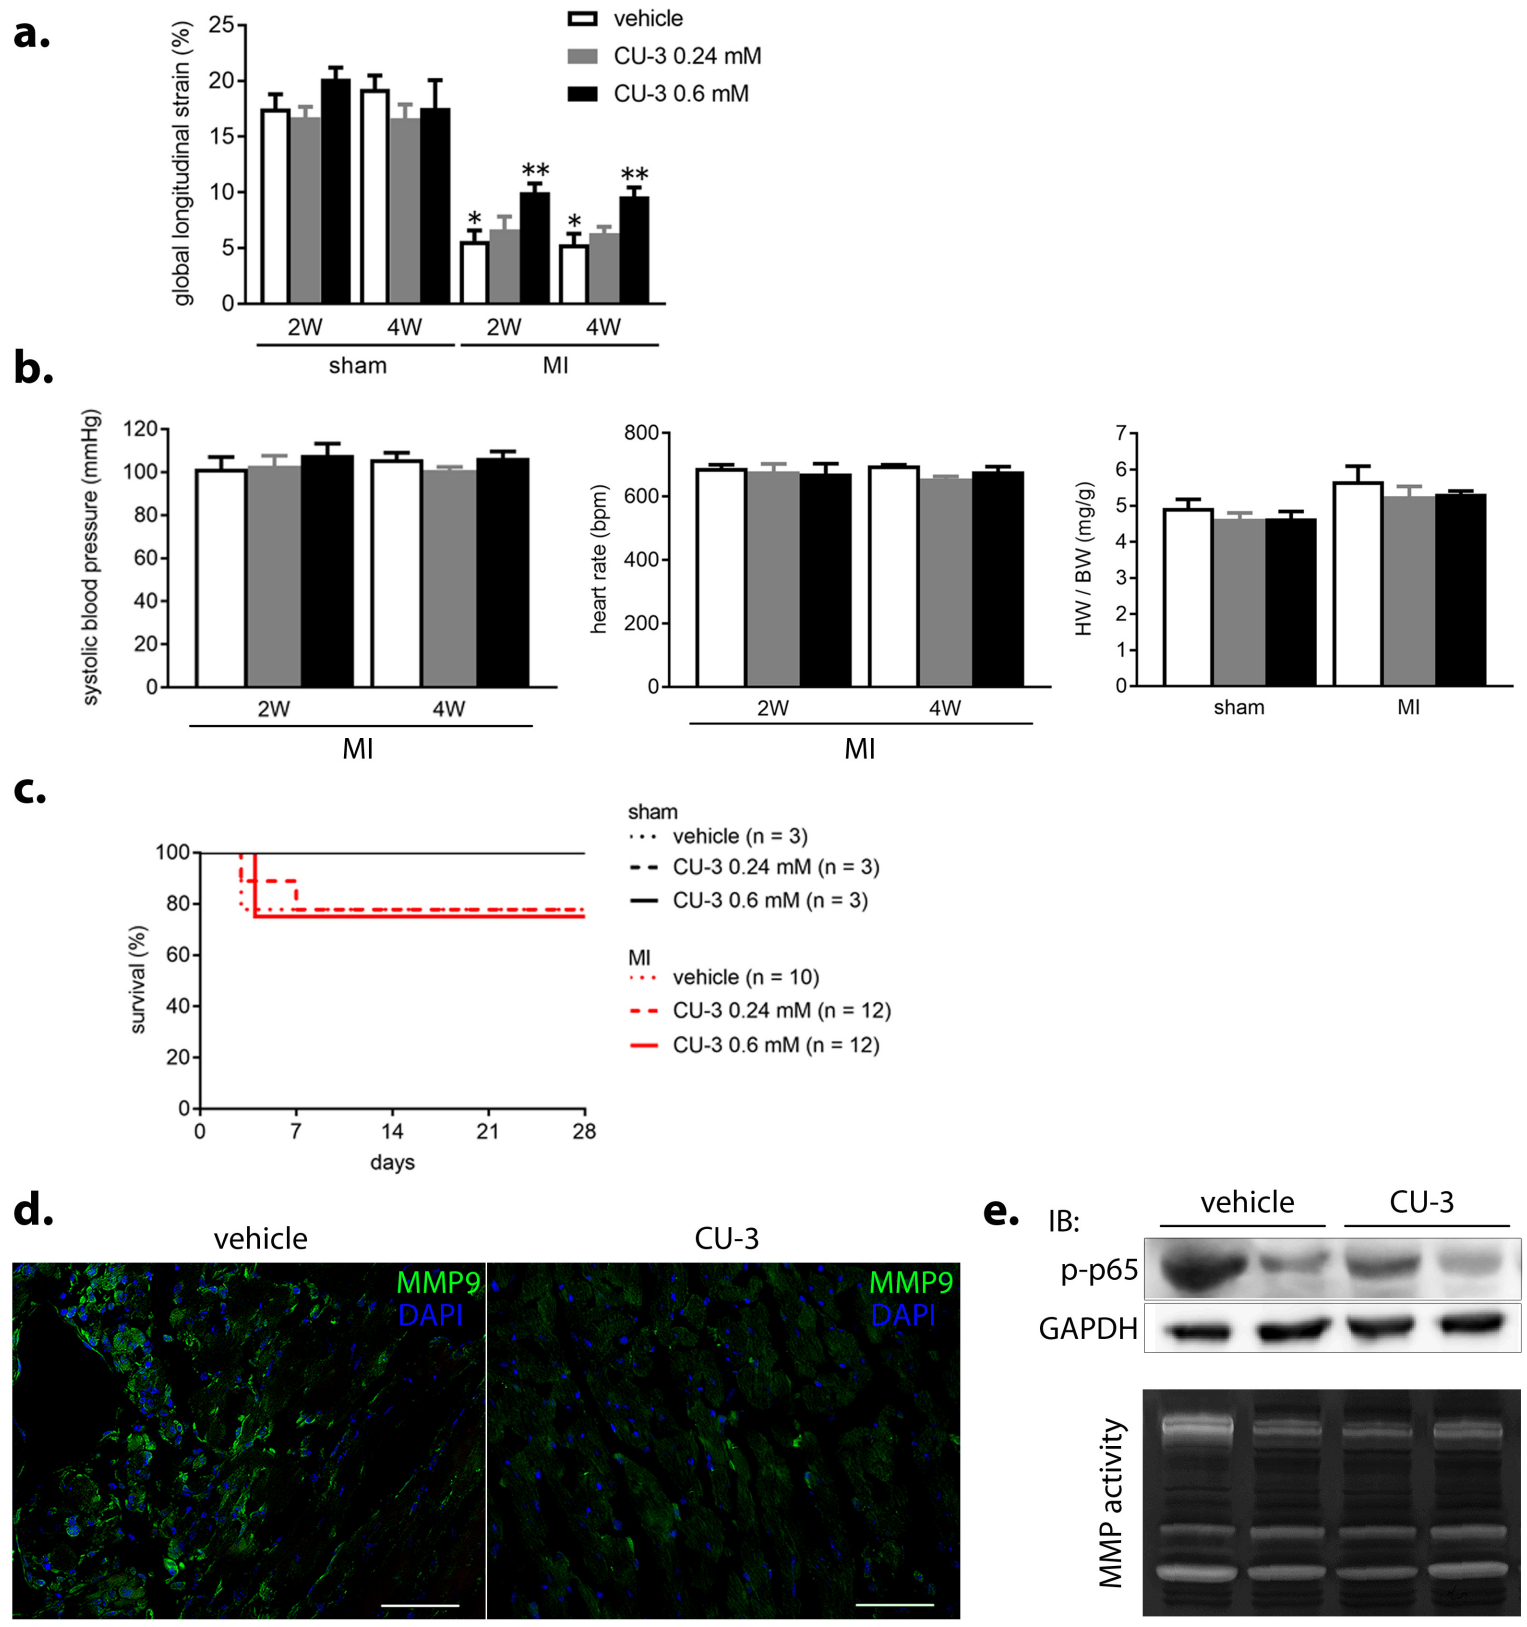 a.
global longitudinal strain (%)
25
20
15
10
5
0
vehicle
CU-3 0.24 mM
CU-3 0.6 mM
* ** * **
2W 4W 2W 4W
sham MI
b.
systolic blood pressure (mmHg)
120
100
80
60
40
20
0
2W 4W
MI
heart rate (bpm)
800
600
400
200
0
2W 4W
MI
HW / BW (mg/g)
7
6
5
4
3
2
1
0
sham MI
c.
survival (%)
100
80
60
40
20
0
0 7 14 21 28
days
sham
vehicle (n = 3)
CU-3 0.24 mM (n = 3)
CU-3 0.6 mM (n = 3)
MI
vehicle (n = 10)
CU-3 0.24 mM (n = 12)
CU-3 0.6 mM (n = 12)
d.
vehicle CU-3
MMP9
DAPI
MMP9
DAPI
e.
IB:
vehicle CU-3
p-p65
GAPDH
MMP activity